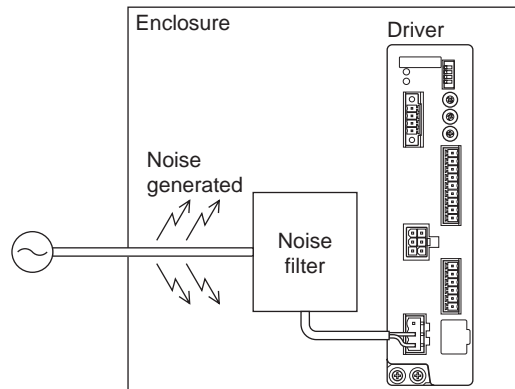 Enclosure
Driver
Noise
generated
Noise
filter